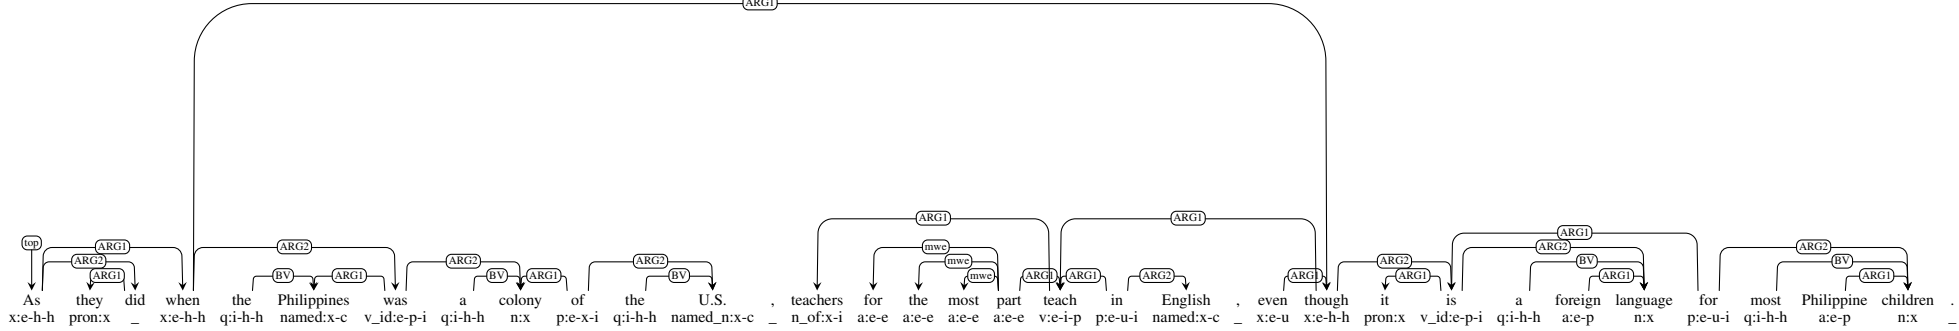 ARG1
top ARG1 ARG2 ARG1 ARG2 BV ARG1 ARG2 BV ARG1 ARG2 BV ARG1 mwe mwe mwe ARG1 ARG1 ARG1 ARG2 ARG1 ARG2 ARG1 ARG1 ARG2 BV ARG1 ARG2 BV ARG1
As they did when the Philippines was a colony of the U.S. , teachers for the most part teach in English , even though it is a foreign language for most Philippine children .
x:e-h-h pron:x _ x:e-h-h q:i-h-h named:x-c v_id:e-p-i q:i-h-h n:x p:e-x-i q:i-h-h named_n:x-c _ n_of:x-i a:e-e a:e-e a:e-e a:e-e v:e-i-p p:e-u-i named:x-c _ x:e-u x:e-h-h pron:x v_id:e-p-i q:i-h-h a:e-p n:x p:e-u-i q:i-h-h a:e-p n:x _